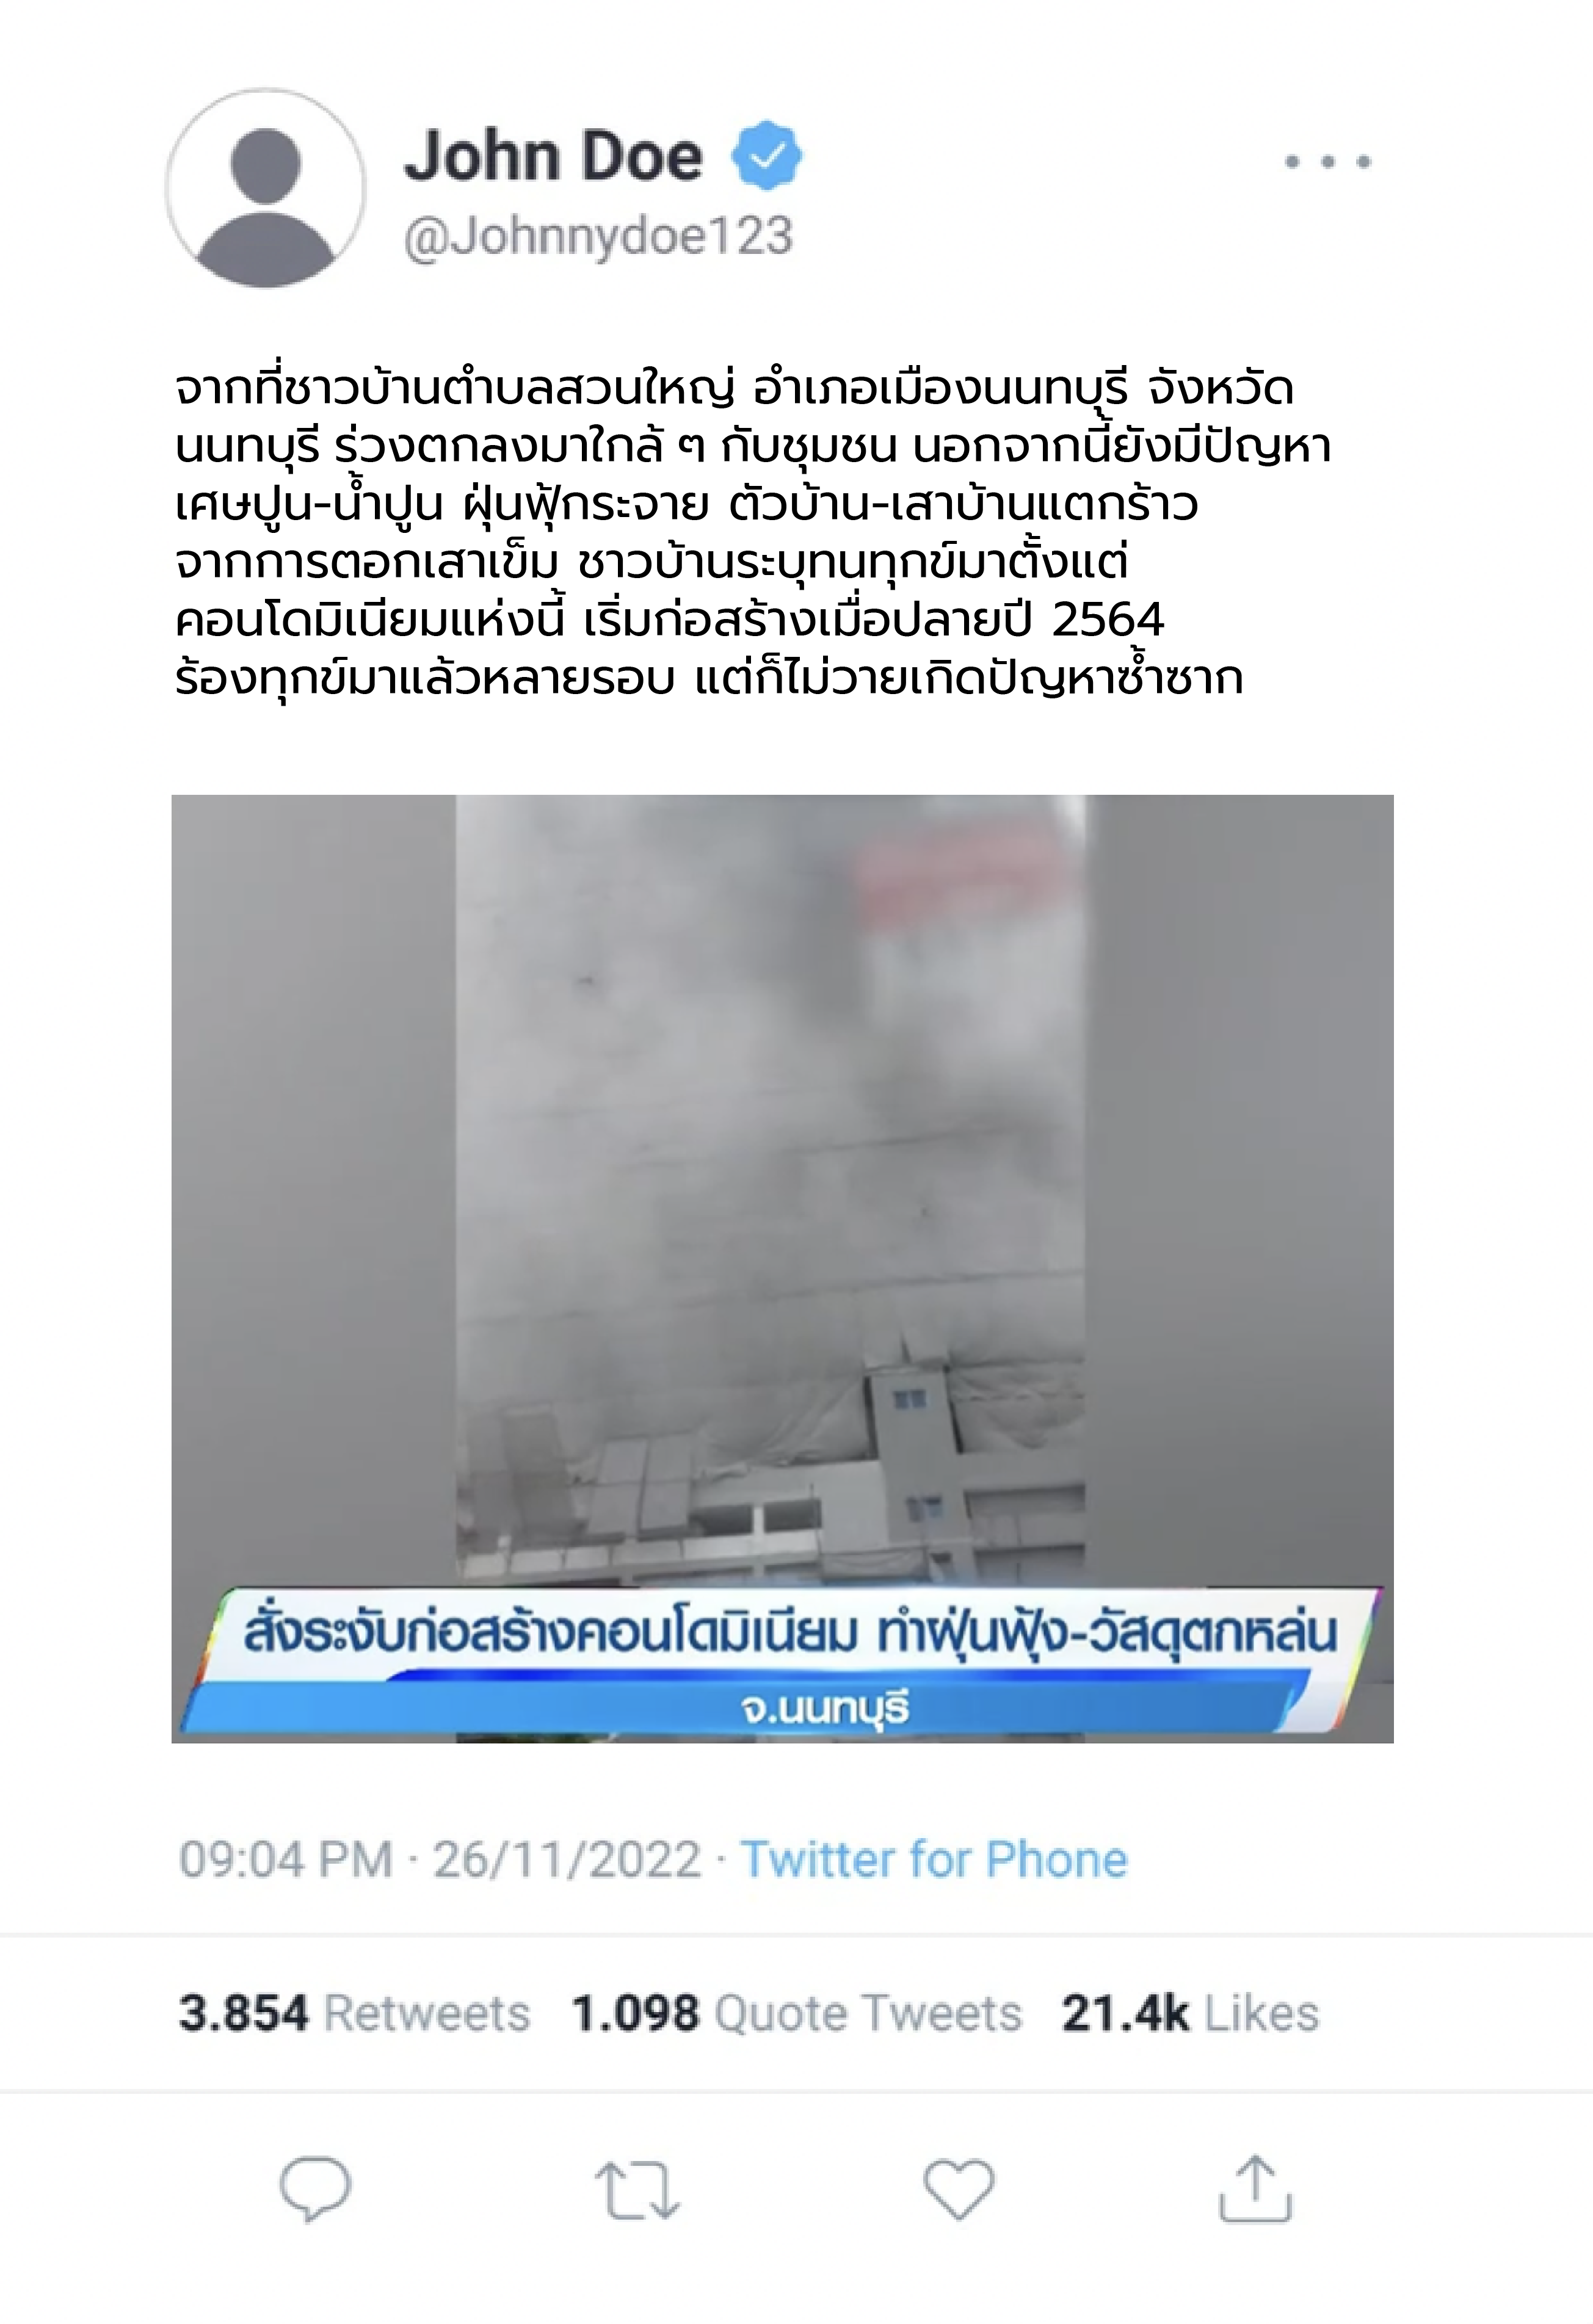 John Doe
@Johnnydoe123
จากที่ชาวบ้านตำบลสวนใหญ่ อำเภอเมืองนนทบุรี จังหวัด
นนทบุรี ร่วงตกลงมาใกล้ ๆ กับชุมชน นอกจากนี้ยังมีปัญหา
เศษปูน-น้ำปูน ฝุ่นฟุ้กระจาย ตัวบ้าน-เสาบ้านแตกร้าว
จากการตอกเสาเข็ม ชาวบ้านระบุทนทุกข์มาตั้งแต่
คอนโดมิเนียมแห่งนี้ เริ่มก่อสร้างเมื่อปลายปี 2564
ร้องทุกข์มาแล้วหลายรอบ แต่ก็ไม่วายเกิดปัญหาซ้ำซาก
สั่งระงับก่อสร้างคอนโดมิเนียม ทำฝุ่นฟุ้ง-วัสดุตกหล่น
จ.นนทบุรี
09:04 PM · 26/11/2022 · Twitter for Phone
3.854 Retweets 1.098 Quote Tweets 21.4k Likes